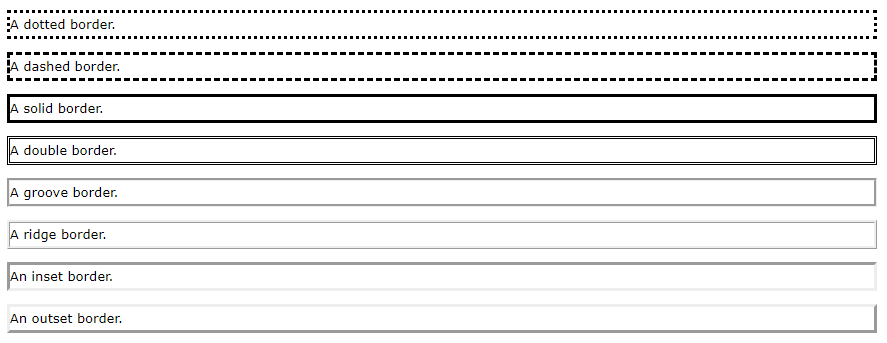 A dotted border.
A dashed border.
A solid border.
A double border.
A groove border.
A ridge border.
An inset border.
An outset border.